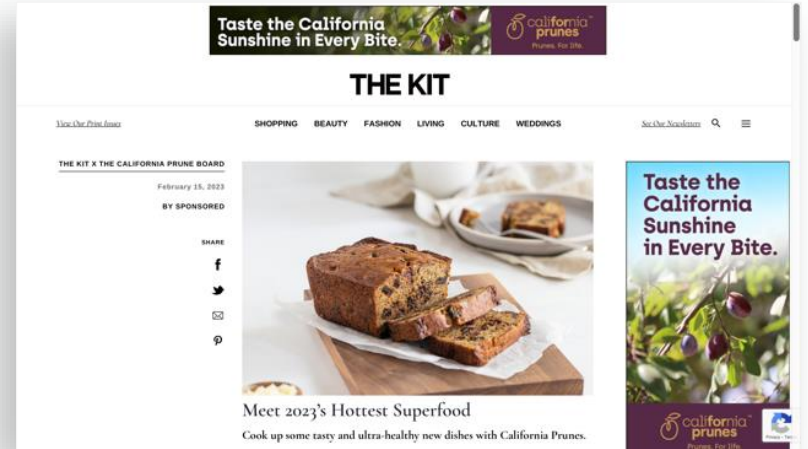 Taste the California
Sunshine in Every Bite.
california
prunes
Prunes. For life.
THE KIT
View Our Print Issues
SHOPPING BEAUTY FASHION LIVING CULTURE WEDDINGS
See Our Newsletters
THE KIT X THE CALIFORNIA PRUNE BOARD
February 15, 2023
BY SPONSORED
SHARE
Meet 2023's Hottest Superfood
Cook up some tasty and ultra-healthy new dishes with California Prunes.
Taste the
California
Sunshine
in Every Bite.
california
prunes
Prunes. For life.